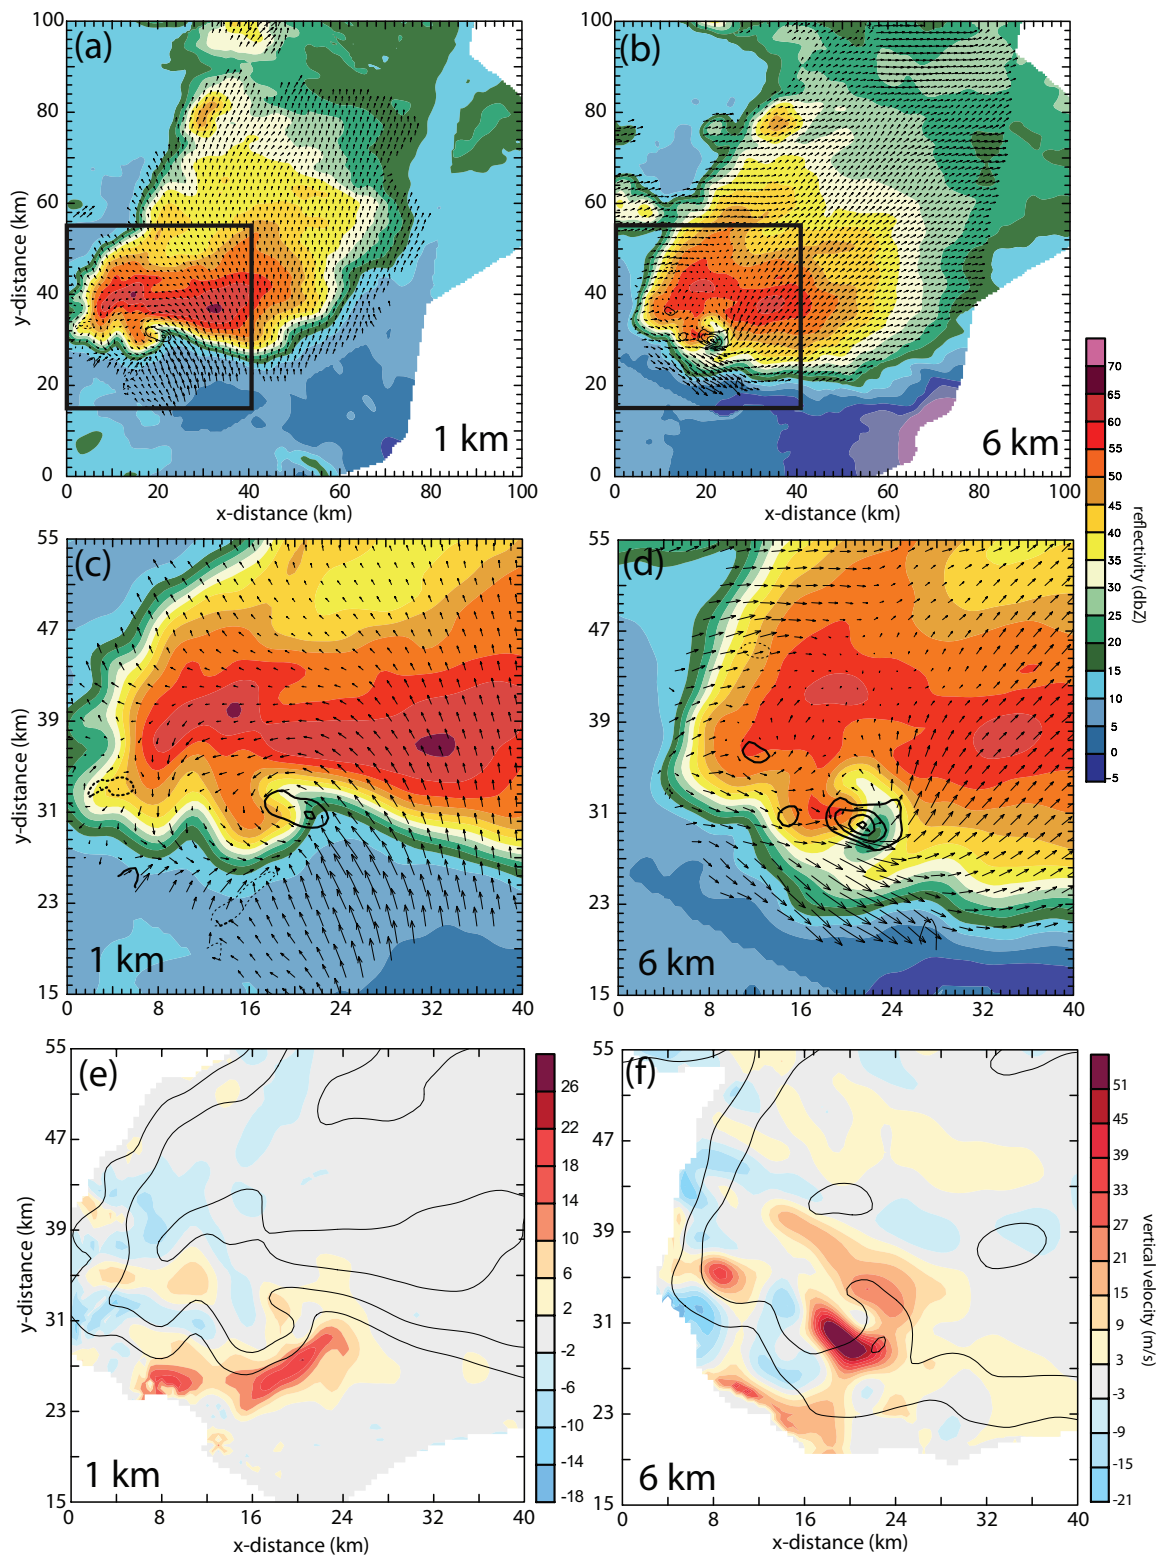 100
80
60
40
20
0
y-distance (km)
(a)
1 km
0 20 40 60 80 100
x-distance (km)
100
80
60
40
20
0
(b)
6 km
0 20 40 60 80 100
x-distance (km)
70
65
60
55
50
45
40
35
30
25
20
15
10
5
0
-5
reflectivity (dbZ)
55
47
39
31
23
15
y-distance (km)
(c)
1 km
0 8 16 24 32 40
55
47
39
31
23
15
(d)
6 km
0 8 16 24 32 40
55
47
39
31
23
15
y-distance (km)
(e)
1 km
0 8 16 24 32 40
x-distance (km)
26
22
18
14
10
6
2
-2
-6
-10
-14
-18
55
47
39
31
23
15
(f)
6 km
0 8 16 24 32 40
x-distance (km)
51
45
39
33
27
21
15
9
3
-3
-9
-15
-21
vertical velocity (m/s)